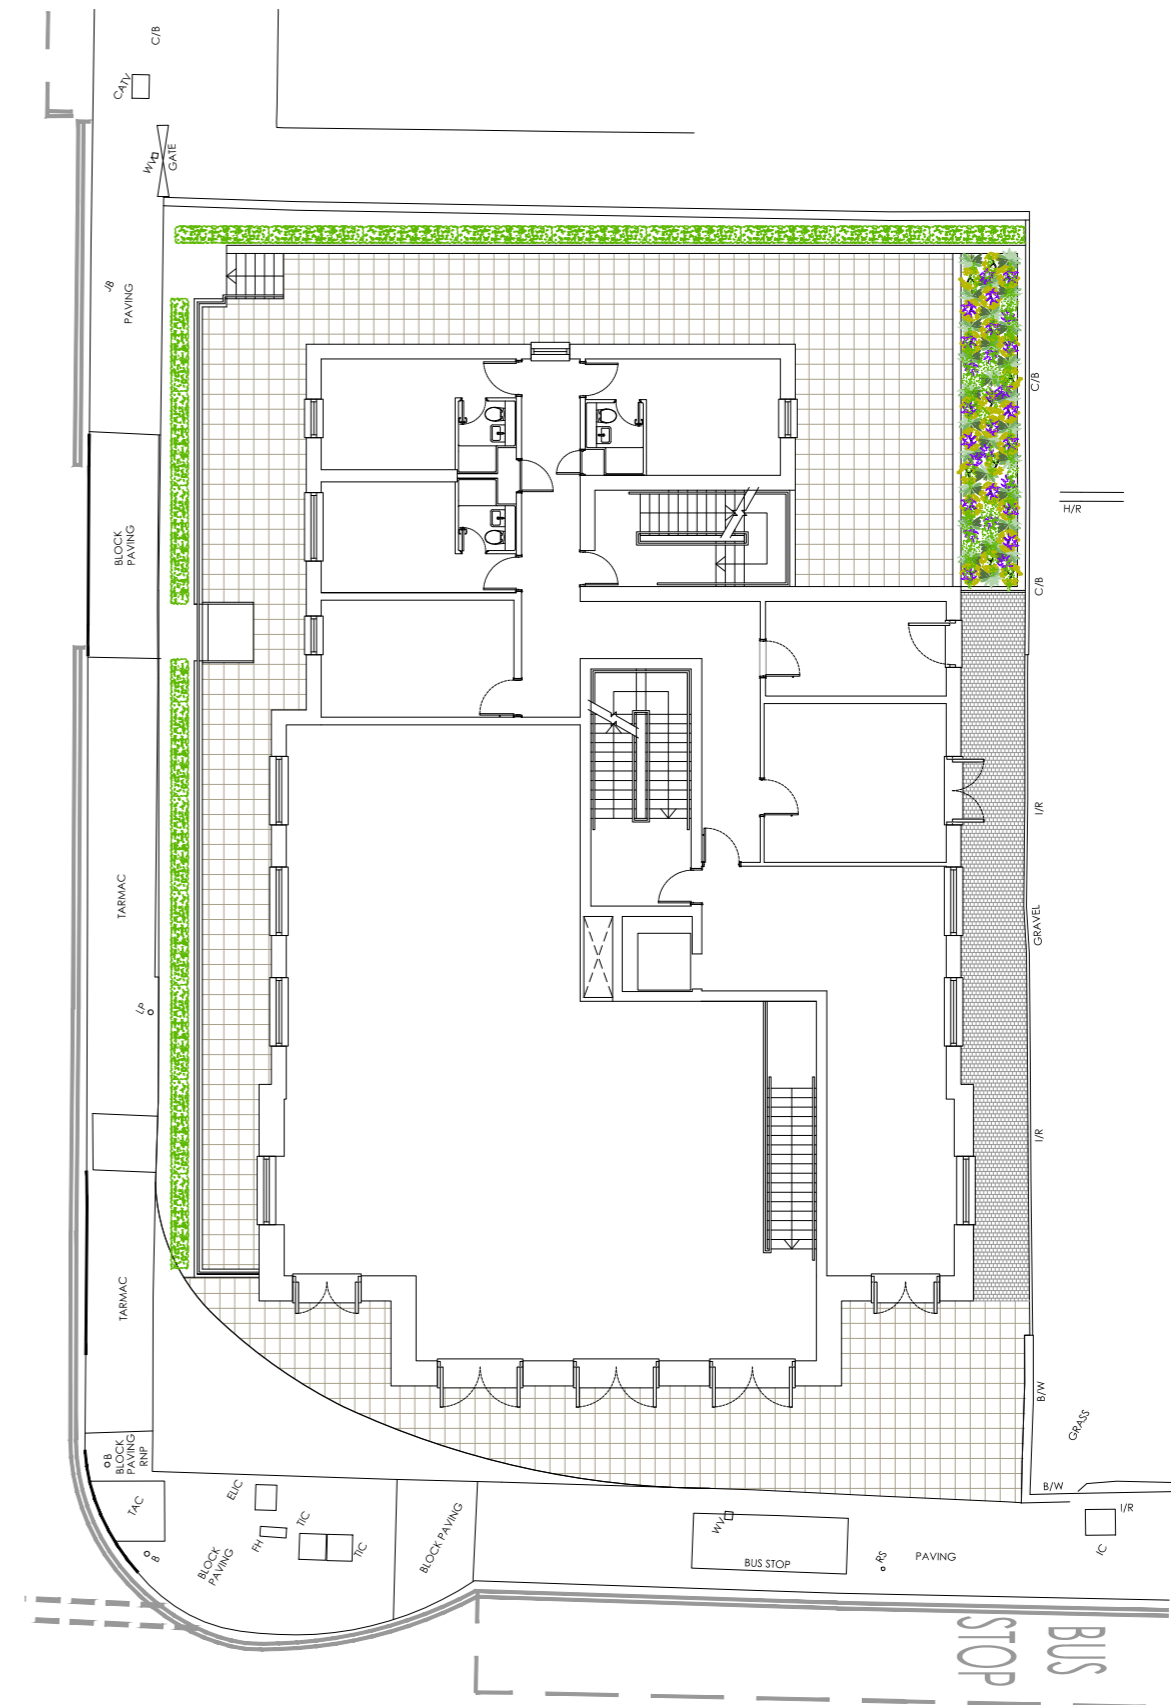 C/B
CATV
WV
GATE
JB
PAVING
C/B
H/R
BLOCK
PAVING
C/B
I/R
TARMAC
GRAVEL
LP
I/R
TARMAC
B/W
GRASS
B
BLOCK
PAVING
RNP
B/W
TAC
ELIC
I/R
FH
TIC
TIC
B
BLOCK
PAVING
BLOCK PAVING
WV
BUS STOP
RS
PAVING
IC
BUS
STOP